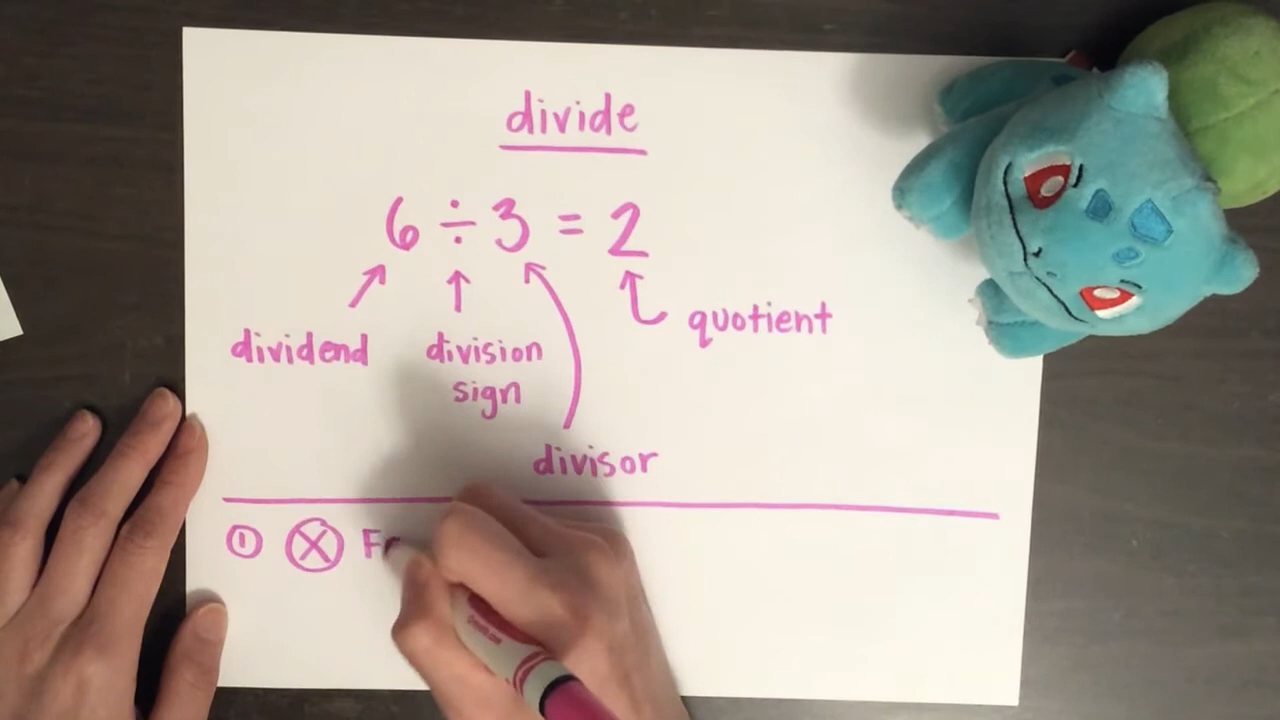 divide
6 ÷ 3 = 2
quotient
dividend division
sign
divisor
① ⓧ